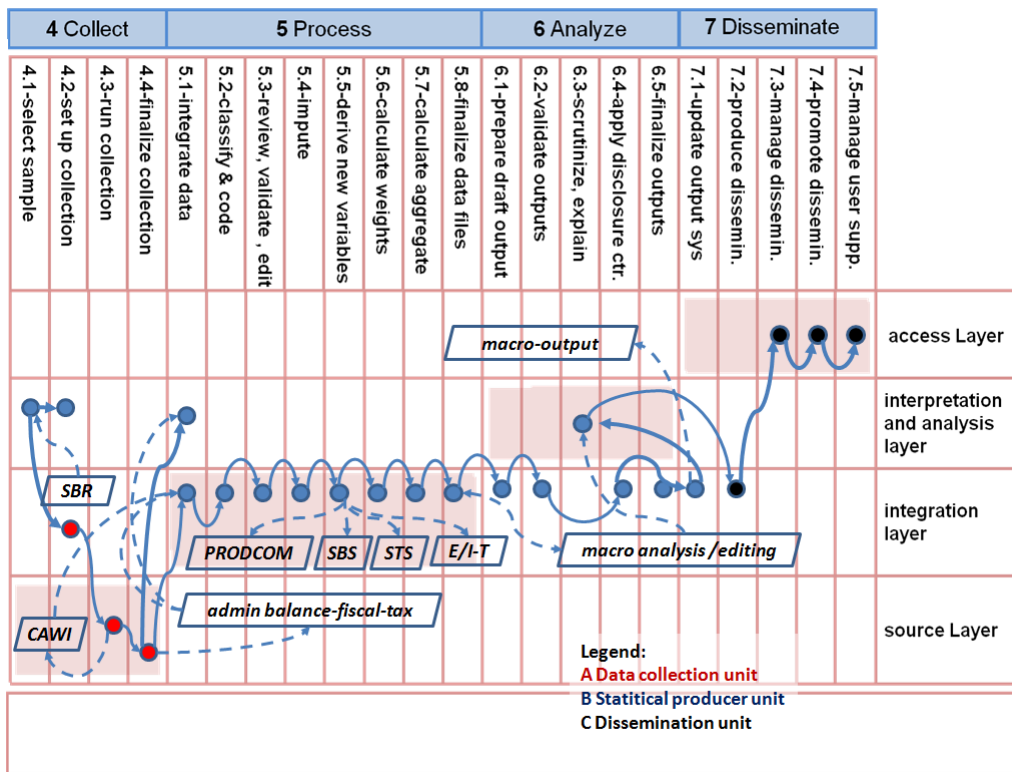 4 Collect
5 Process
6 Analyze
7 Disseminate
4.1-select sample
4.2-set up collection
4.3-run collection
4.4-finalize collection
5.1-integrate data
5.2-classify & code
5.3-review, validate , edit
5.4-impute
5.5-derive new variables
5.6-calculate weights
5.7-calculate aggregate
5.8-finalize data files
6.1-prepare draft output
6.2-validate outputs
6.3-scrutinize, explain
6.4-apply disclosure ctr.
6.5-finalize outputs
7.1-update output sys
7.2-produce dissemin.
7.3-manage dissemin.
7.4-promote dissemin.
7.5-manage user supp.
macro-output
access Layer
interpretation
and analysis
layer
SBR
integration
layer
PRODCOM
SBS
STS
E/I-T
macro analysis /editing
admin balance-fiscal-tax
CAWI
source Layer
Legend:
A Data collection unit
B Statitical producer unit
C Dissemination unit